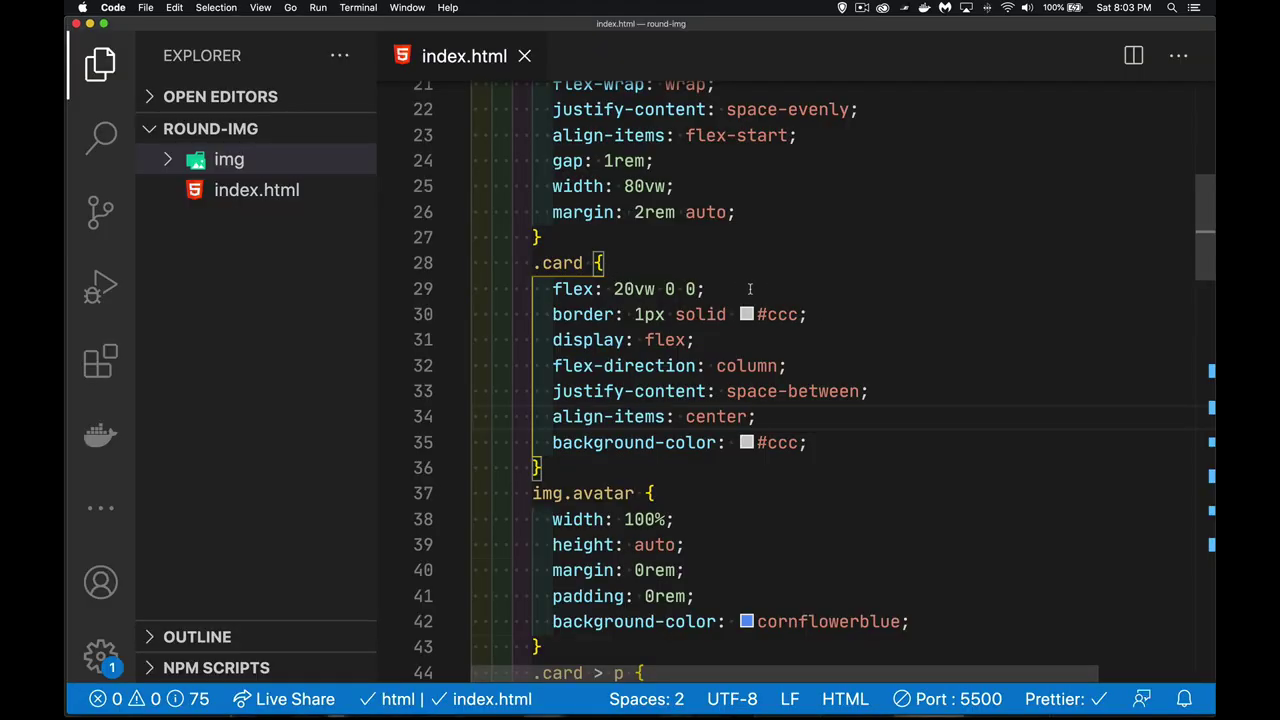 Code File Edit Selection View Go Run Terminal Window Help 100% Sat 8:03 PM
index.html — round-img
EXPLORER
index.html
OPEN EDITORS
ROUND-IMG
img
index.html
21 flex-wrap: wrap;
22 justify-content: space-evenly;
23 align-items: flex-start;
24 gap: 1rem;
25 width: 80vw;
26 margin: 2rem auto;
27 }
28 .card {
29 flex: 20vw 0 0;
30 border: 1px solid #ccc;
31 display: flex;
32 flex-direction: column;
33 justify-content: space-between;
34 align-items: center;
35 background-color: #ccc;
36 }
37 img.avatar {
38 width: 100%;
39 height: auto;
40 margin: 0rem;
41 padding: 0rem;
42 background-color: cornflowerblue;
43 }
44 .card > p {
OUTLINE
NPM SCRIPTS
1
0 0 75 Live Share html | index.html Spaces: 2 UTF-8 LF HTML Port : 5500 Prettier: